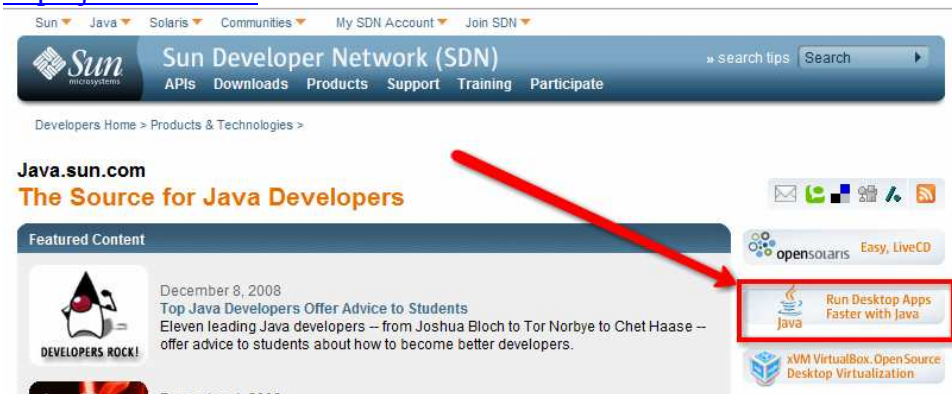 Sun Java Solaris Communities My SDN Account Join SDN
Sun
microsystems
Sun Developer Network (SDN)
» search tips Search
APIs Downloads Products Support Training Participate
Developers Home > Products & Technologies >
Java.sun.com
The Source for Java Developers
Featured Content
opensolaris Easy, LiveCD
DEVELOPERS ROCK!
December 8, 2008
Top Java Developers Offer Advice to Students
Eleven leading Java developers -- from Joshua Bloch to Tor Norbye to Chet Haase --
offer advice to students about how to become better developers.
Java
Run Desktop Apps
Faster with Java
xVM VirtualBox. Open Source
Desktop Virtualization